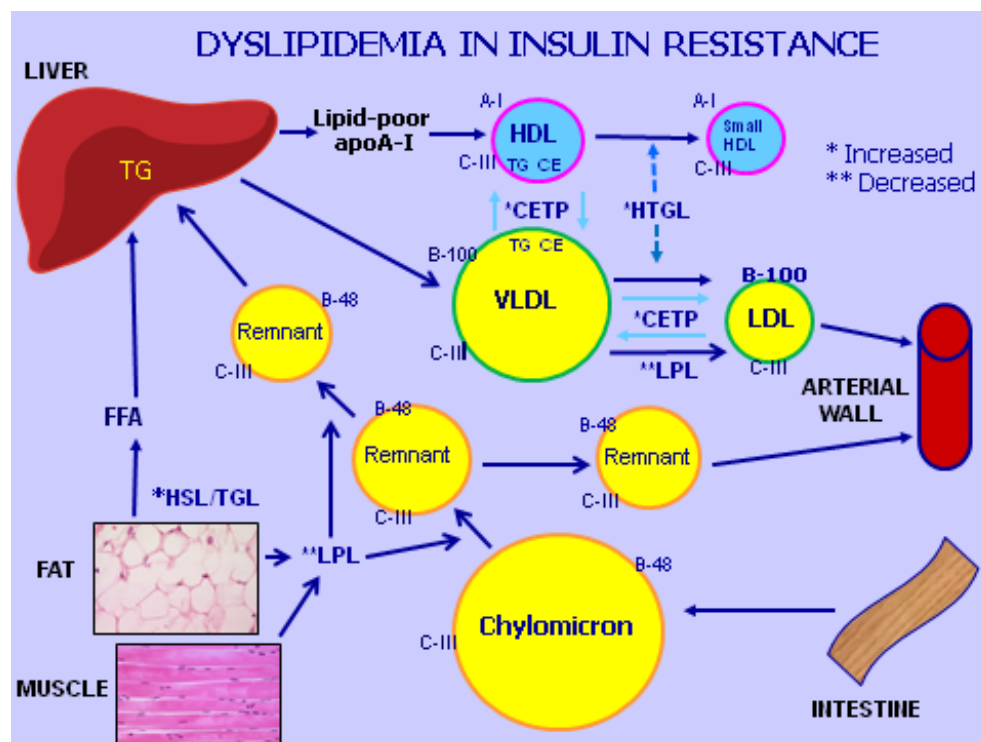 DYSLIPIDEMIA IN INSULIN RESISTANCE
LIVER
TG
Lipid-poor
apoA-I
A-I
HDL
TG CE
C-III
A-I
Small
HDL
C-III
* Increased
** Decreased
*CETP
*HTGL
B-100
TG CE
VLDL
C-III
*CETP
**LPL
B-100
LDL
C-III
ARTERIAL
WALL
B-48
Remnant
C-III
FFA
B-48
Remnant
C-III
B-48
Remnant
C-III
*HSL/TGL
FAT
**LPL
B-48
Chylomicron
C-III
MUSCLE
INTESTINE